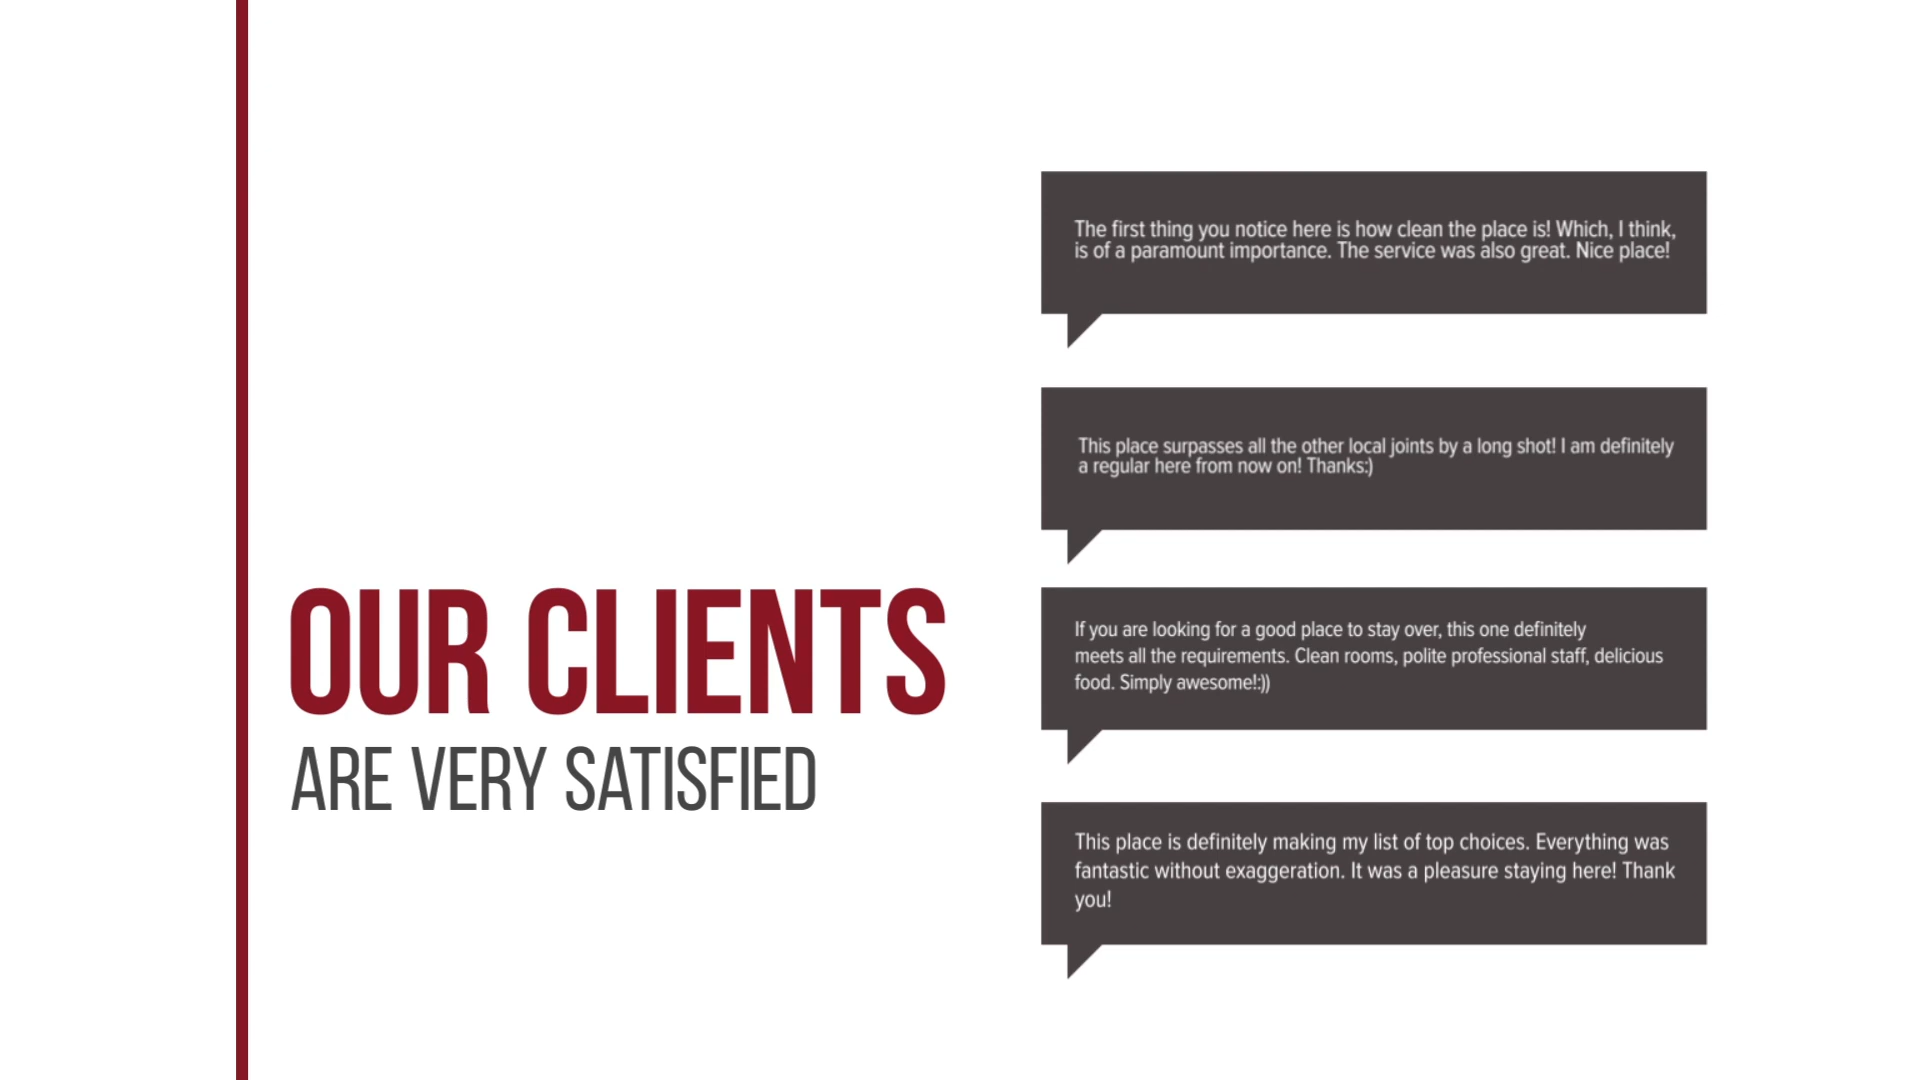 OUR CLIENTS
ARE VERY SATISFIED
The first thing you notice here is how clean the place is! Which, I think,
is of a paramount importance. The service was also great. Nice place!
This place surpasses all the other local joints by a long shot! I am definitely
a regular here from now on! Thanks:)
If you are looking for a good place to stay over, this one definitely
meets all the requirements. Clean rooms, polite professional staff, delicious
food. Simply awesome!:))
This place is definitely making my list of top choices. Everything was
fantastic without exaggeration. It was a pleasure staying here! Thank
you!